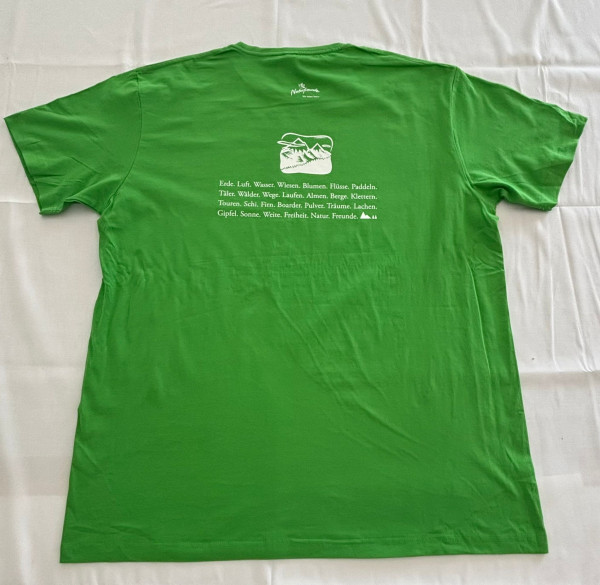 Naturfreunde
Erde. Luft. Wasser. Wiesen. Blumen. Flüsse. Paddeln.
Täler. Wälder. Wege. Laufen. Almen. Berge. Klettern.
Touren. Schi. Firn. Boarder. Pulver. Träume. Lachen.
Gipfel. Sonne. Weite. Freiheit. Natur. Freunde.